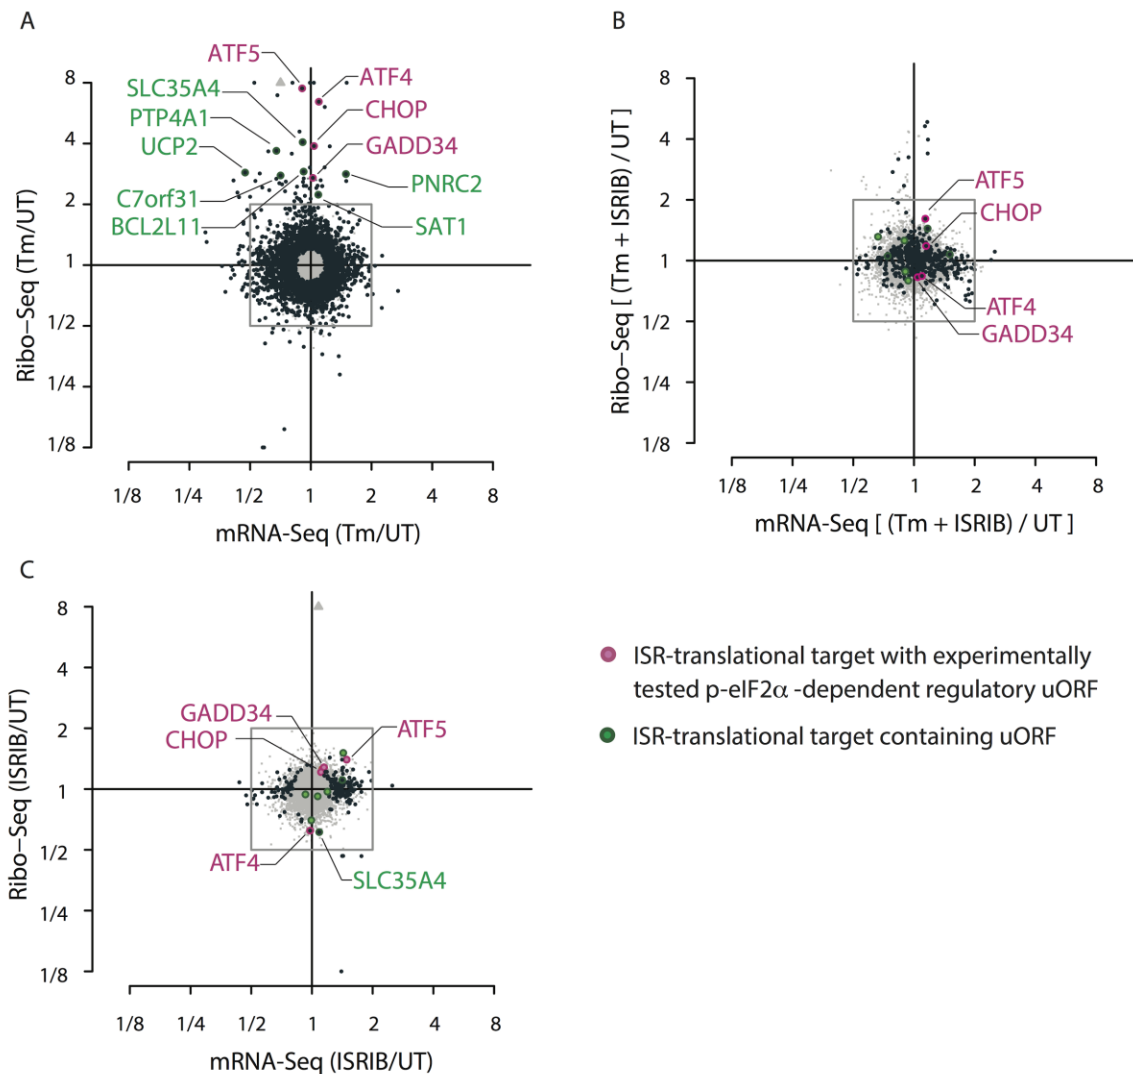 A
ATF5
ATF4
SLC35A4
PTP4A1
CHOP
UCP2
GADD34
C7orf31
PNRC2
BCL2L11
SAT1
8
4
2
1
1/2
1/4
1/8
Ribo–Seq (Tm/UT)
1/8
1/4
1/2
1
2
4
8
mRNA-Seq (Tm/UT)
B
8
4
2
1
1/2
1/4
1/8
Ribo–Seq [ (Tm + ISRIB) / UT ]
ATF5
CHOP
ATF4
GADD34
1/8
1/4
1/2
1
2
4
8
mRNA-Seq [ (Tm + ISRIB) / UT ]
C
8
4
2
1
1/2
1/4
1/8
Ribo–Seq (ISRIB/UT)
GADD34
ATF5
CHOP
ATF4
SLC35A4
1/8
1/4
1/2
1
2
4
8
mRNA-Seq (ISRIB/UT)
ISR-translational target with experimentally
tested p-eIF2α -dependent regulatory uORF
ISR-translational target containing uORF